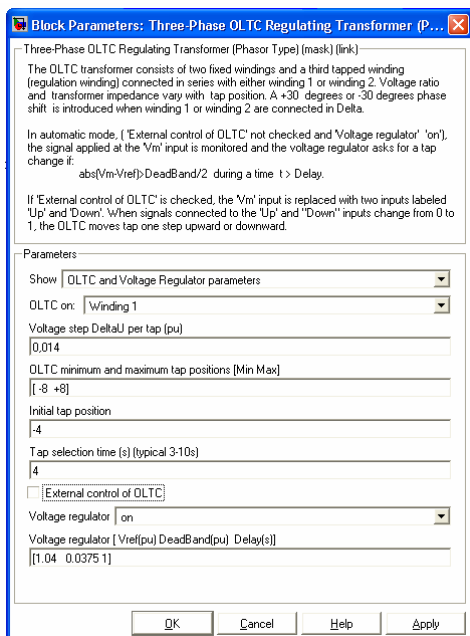 Block Parameters: Three-Phase OLTC Regulating Transformer (P...
Three-Phase OLTC Regulating Transformer (Phasor Type) (mask) (link)
The OLTC transformer consists of two fixed windings and a third tapped winding
(regulation winding) connected in series with either winding 1 or winding 2. Voltage ratio
and transformer impedance vary with tap position. A +30 degrees or -30 degrees phase
shift is introduced when winding 1 or winding 2 are connected in Delta.
In automatic mode, ( 'External control of OLTC' not checked and 'Voltage regulator' 'on'),
the signal applied at the 'Vm' input is monitored and the voltage regulator asks for a tap
change if:
abs(Vm-Vref)>DeadBand/2 during a time t > Delay.
If 'External control of OLTC' is checked, the 'Vm' input is replaced with two inputs labeled
'Up' and 'Down'. When signals connected to the 'Up' and "Down" inputs change from 0 to
1, the OLTC moves tap one step upward or downward.
Parameters
Show OLTC and Voltage Regulator parameters
OLTC on: Winding 1
Voltage step DeltaU per tap (pu)
0,014
OLTC minimum and maximum tap positions [Min Max]
[ -8 +8]
Initial tap position
-4
Tap selection time (s) (typical 3-10s)
4
External control of OLTC
Voltage regulator on
Voltage regulator [ Vref(pu) DeadBand(pu) Delay(s)]
[1.04 0.0375 1]
OK Cancel Help Apply